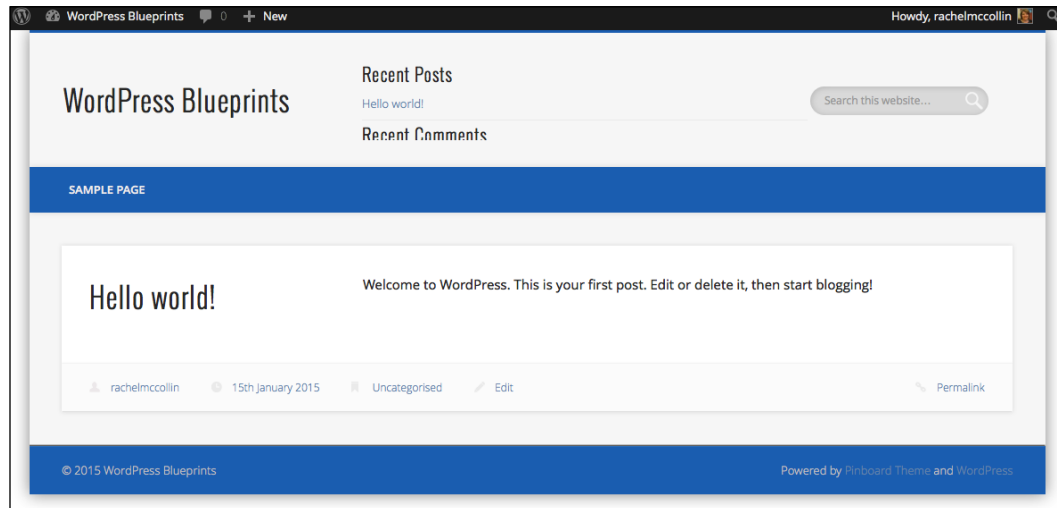 WordPress Blueprints 0 + New Howdy, rachelmccollin
WordPress Blueprints
Recent Posts
Hello world!
Recent Comments
Search this website...
SAMPLE PAGE
Hello world!
Welcome to WordPress. This is your first post. Edit or delete it, then start blogging!
rachelmccollin 15th January 2015 Uncategorised Edit Permalink
© 2015 WordPress Blueprints Powered by Pinboard Theme and WordPress